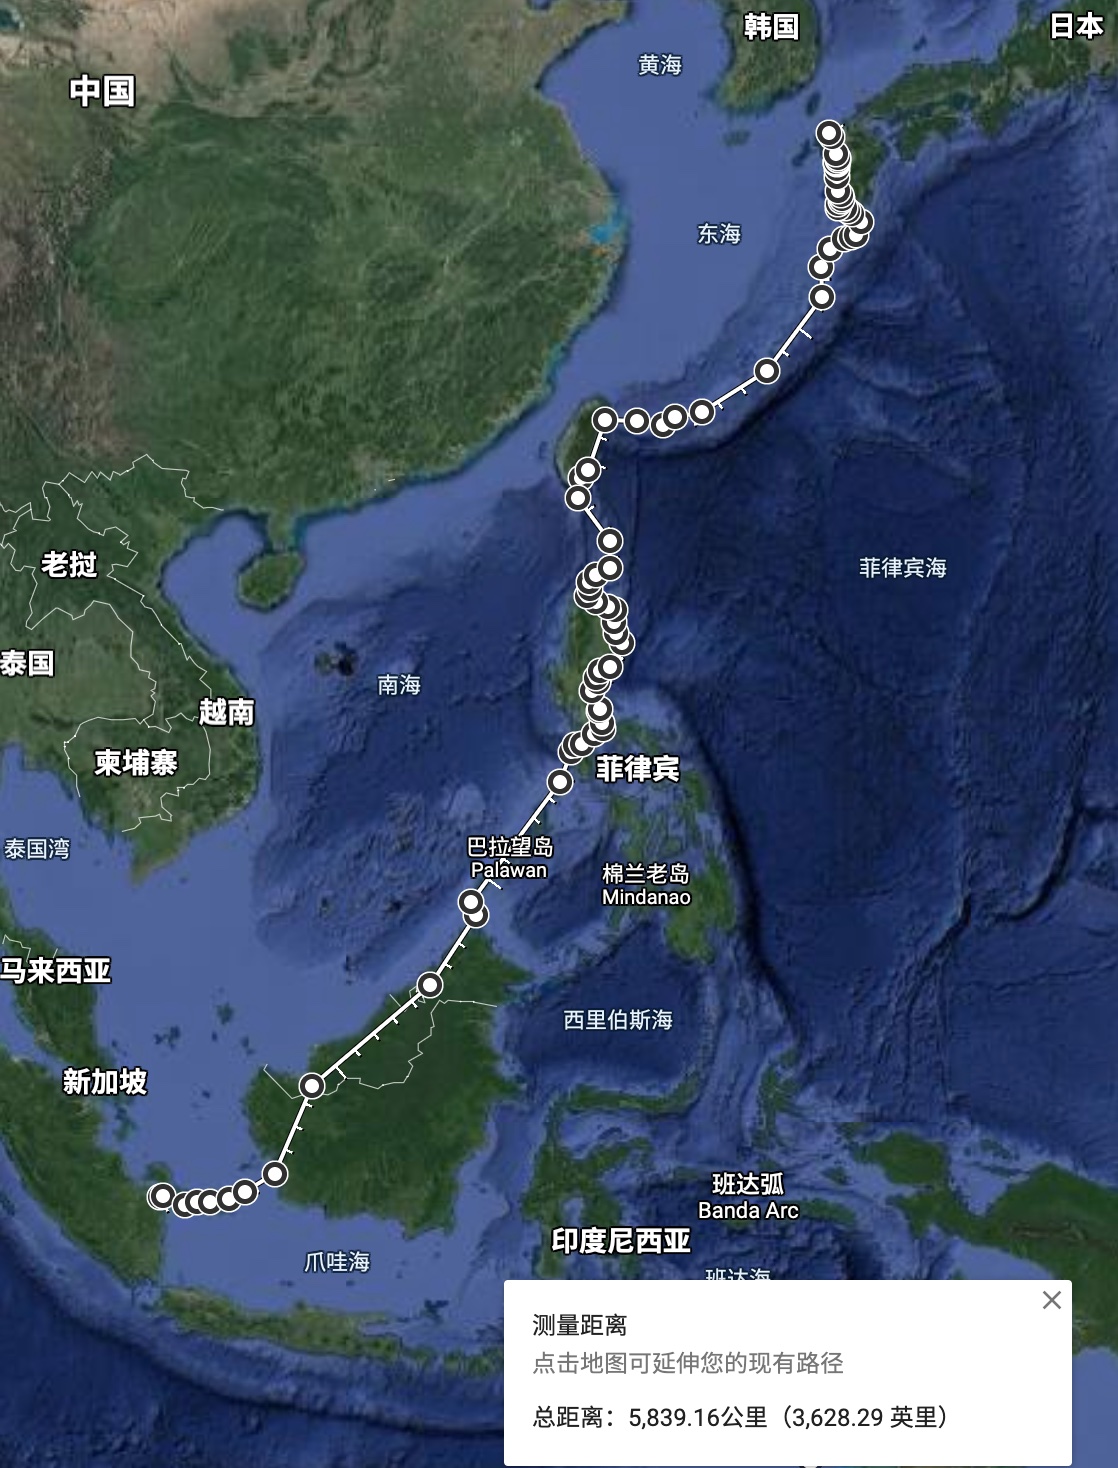 韩国
日本
黄海
中国
东海
老挝
菲律宾海
泰国
南海
越南
柬埔寨
菲律宾
泰国湾
巴拉望岛
Palawan
棉兰老岛
Mindanao
马来西亚
西里伯斯海
新加坡
班达弧
Banda Arc
印度尼西亚
爪哇海
班达海
测量距离
点击地图可延伸您的现有路径
总距离：5,839.16公里（3,628.29 英里）